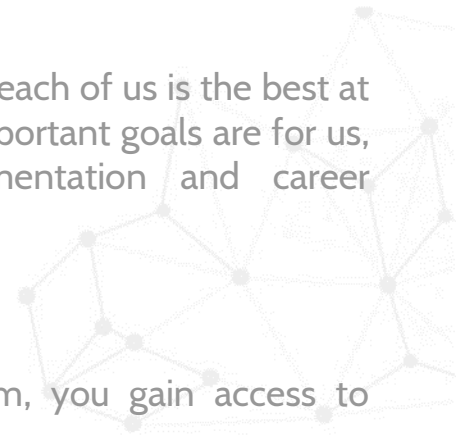 each of us is the best at
portant goals are for us,
nentation and career
m, you gain access to